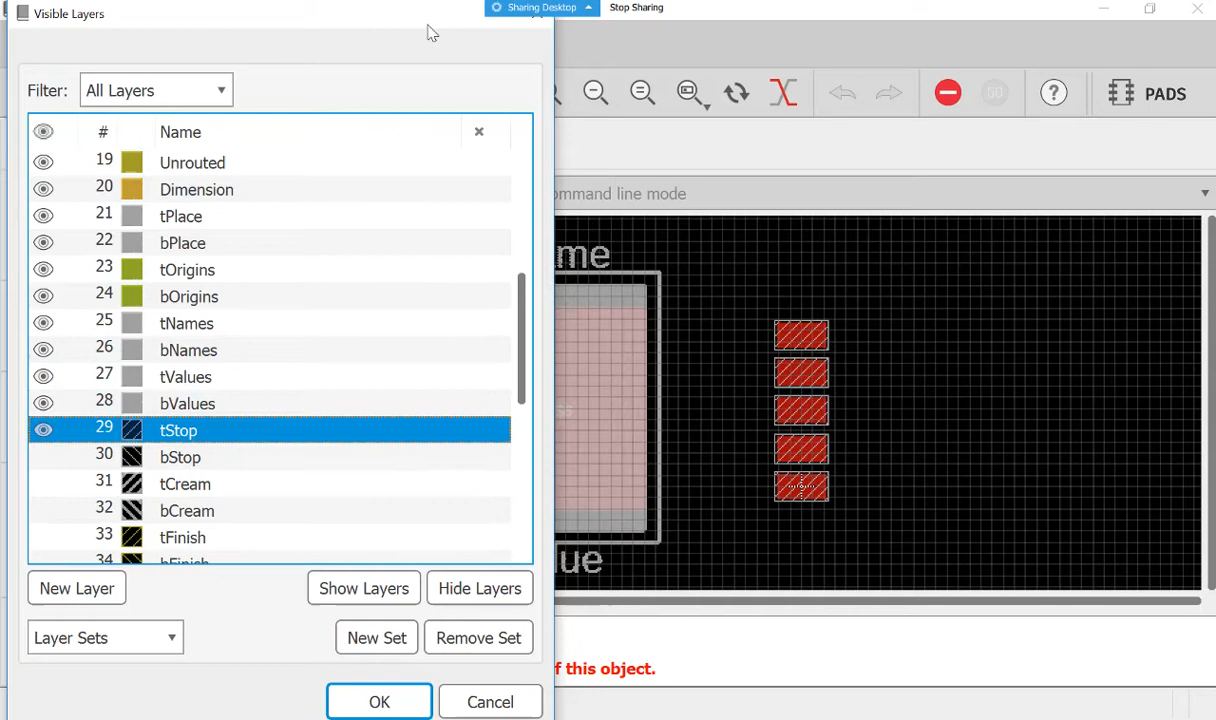 Visible Layers
Sharing Desktop
Stop Sharing
Filter:
All Layers
PADS
# Name
19 Unrouted
20 Dimension
21 tPlace
22 bPlace
23 tOrigins
24 bOrigins
25 tNames
26 bNames
27 tValues
28 bValues
29 tStop
30 bStop
31 tCream
32 bCream
33 tFinish
34 bFinish
ommand line mode
me
ue
New Layer
Show Layers
Hide Layers
Layer Sets
New Set
Remove Set
f this object.
OK
Cancel